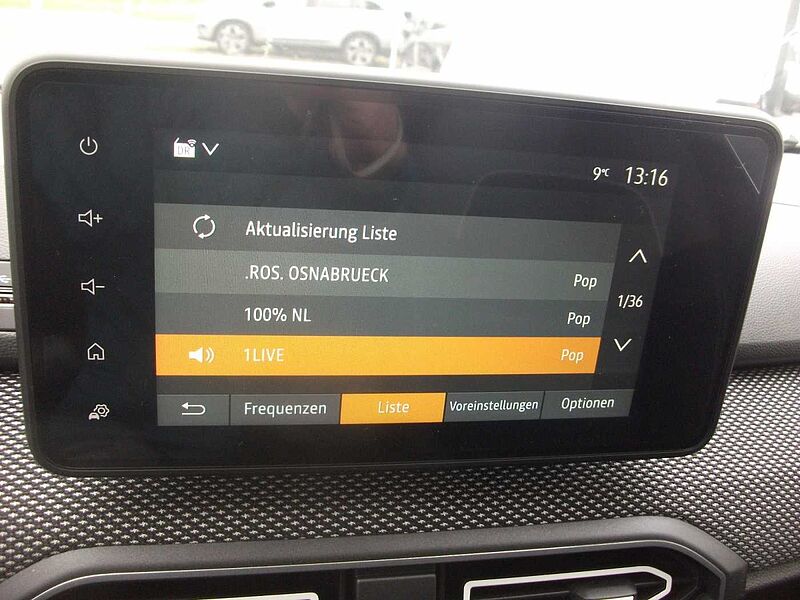 DR
9°C 13:16
Aktualisierung Liste
.ROS. OSNABRUECK Pop
100% NL Pop
1/36
1LIVE Pop
Frequenzen Liste Voreinstellungen Optionen